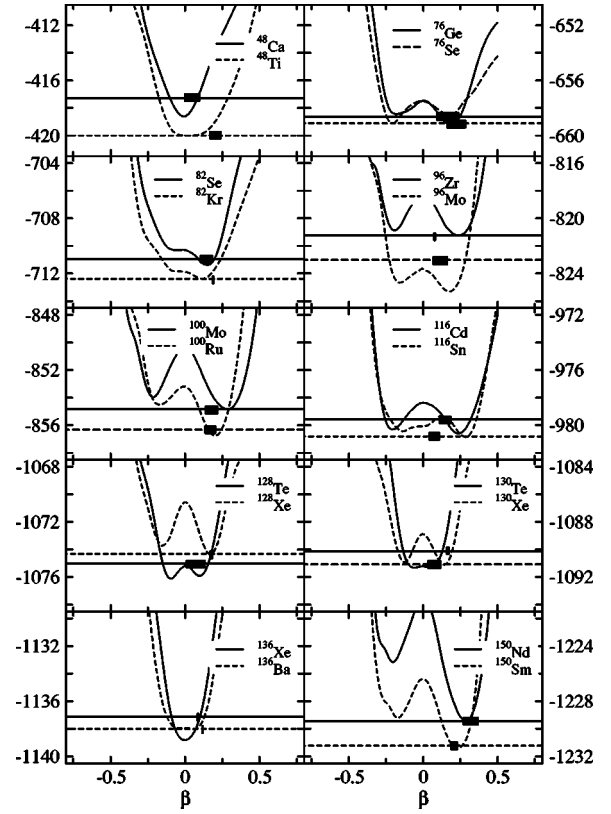 -410
-416
-420
⁴⁸Ca
⁴⁸Ti
⁷⁶Ge
⁷⁶Se
-652
-658
-660
-704
-708
-712
⁸²Se
⁸²Kr
⁹⁶Zr
⁹⁶Mo
-816
-820
-824
-848
-852
-856
¹⁰⁰Mo
¹⁰⁰Ru
¹¹⁶Cd
¹¹⁶Sn
-972
-976
-980
-1068
-1072
-1076
¹²⁸Te
¹²⁸Xe
¹³⁰Te
¹³⁰Xe
-1084
-1088
-1092
-1132
-1136
-1140
¹³⁶Xe
¹³⁶Ba
¹⁵⁰Nd
¹⁵⁰Sm
-1224
-1228
-1232
-0.5 0 0.5 -0.5 0 0.5
β β